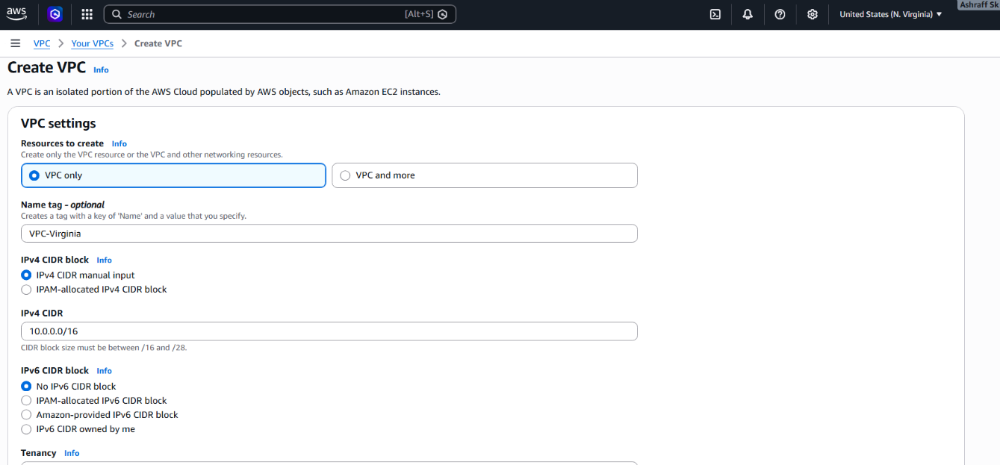 aws
Search
[Alt+S]
United States (N. Virginia)
Ashraff Sk
VPC
Your VPCs
Create VPC
Create VPC Info
A VPC is an isolated portion of the AWS Cloud populated by AWS objects, such as Amazon EC2 instances.
VPC settings
Resources to create Info
Create only the VPC resource or the VPC and other networking resources.
VPC only
VPC and more
Name tag - optional
Creates a tag with a key of 'Name' and a value that you specify.
VPC-Virginia
IPv4 CIDR block Info
IPv4 CIDR manual input
IPAM-allocated IPv4 CIDR block
IPv4 CIDR
10.0.0.0/16
CIDR block size must be between /16 and /28.
IPv6 CIDR block Info
No IPv6 CIDR block
IPAM-allocated IPv6 CIDR block
Amazon-provided IPv6 CIDR block
IPv6 CIDR owned by me
Tenancy Info